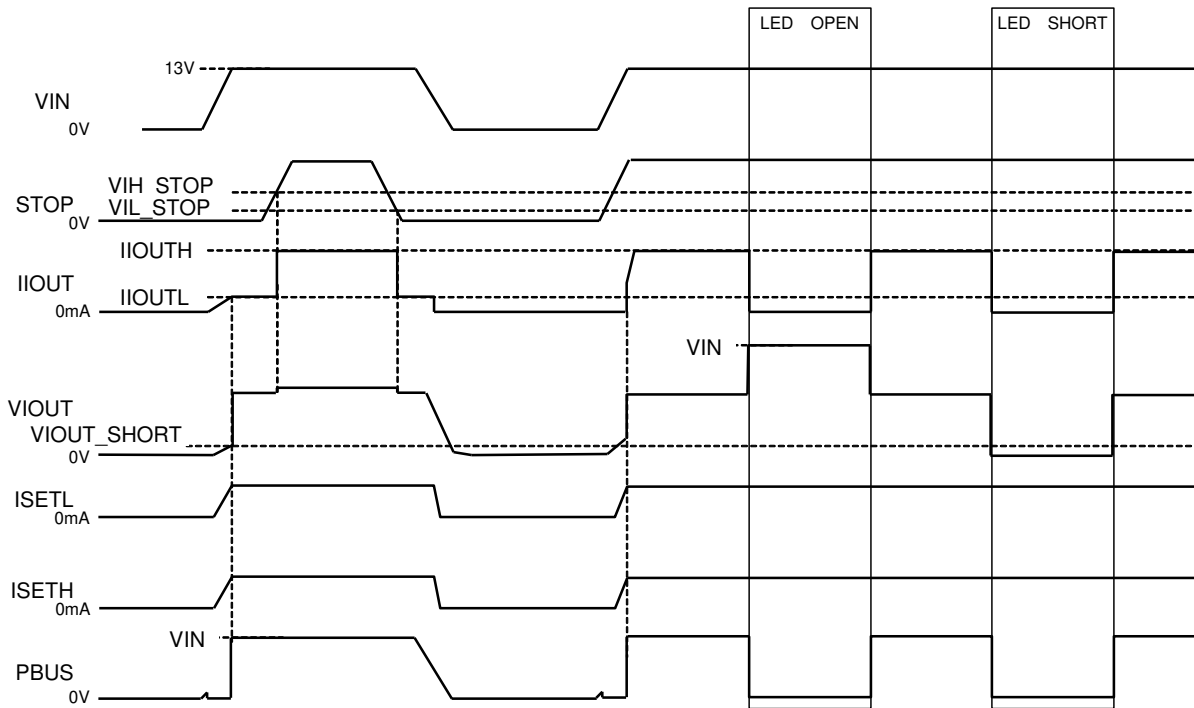 LED OPEN
LED SHORT
13V
VIN
0V
VIH_STOP
STOP
VIL_STOP
0V
IIOUTH
IIOUT
IIOUTL
0mA
VIN
VIOUT
VIOUT_SHORT
0V
ISETL
0mA
ISETH
0mA
VIN
PBUS
0V